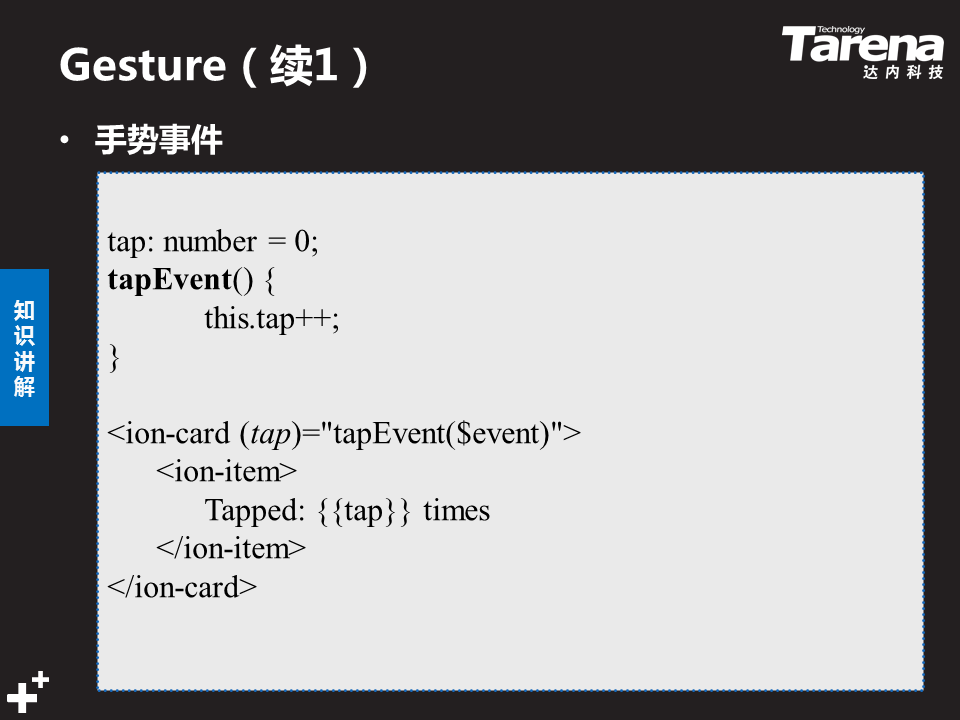 Gesture（续1）
Technology
Tarena
达内科技
• 手势事件
tap: number = 0;
tapEvent() {
this.tap++;
}
<ion-card (tap)="tapEvent($event)">
<ion-item>
Tapped: {{tap}} times
</ion-item>
</ion-card>
知
识
讲
解